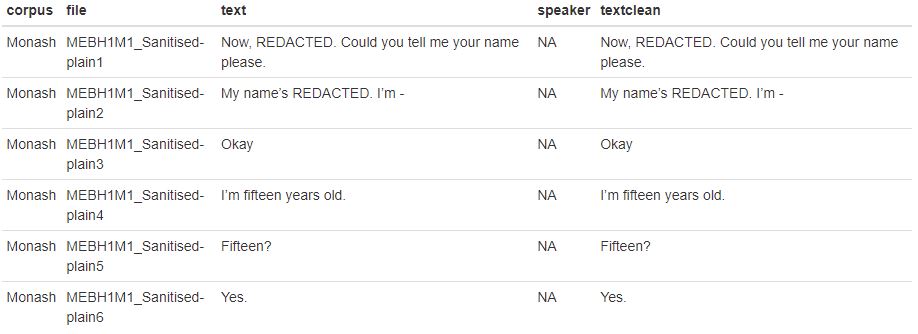 corpus file text speaker textclean
Monash MEBH1M1_Sanitised- Now, REDACTED. Could you tell me your name NA Now, REDACTED. Could you tell me your name
plain1 please. please.
Monash MEBH1M1_Sanitised- My name’s REDACTED. I’m - NA My name’s REDACTED. I’m -
plain2
Monash MEBH1M1_Sanitised- Okay NA Okay
plain3
Monash MEBH1M1_Sanitised- I’m fifteen years old. NA I’m fifteen years old.
plain4
Monash MEBH1M1_Sanitised- Fifteen? NA Fifteen?
plain5
Monash MEBH1M1_Sanitised- Yes. NA Yes.
plain6